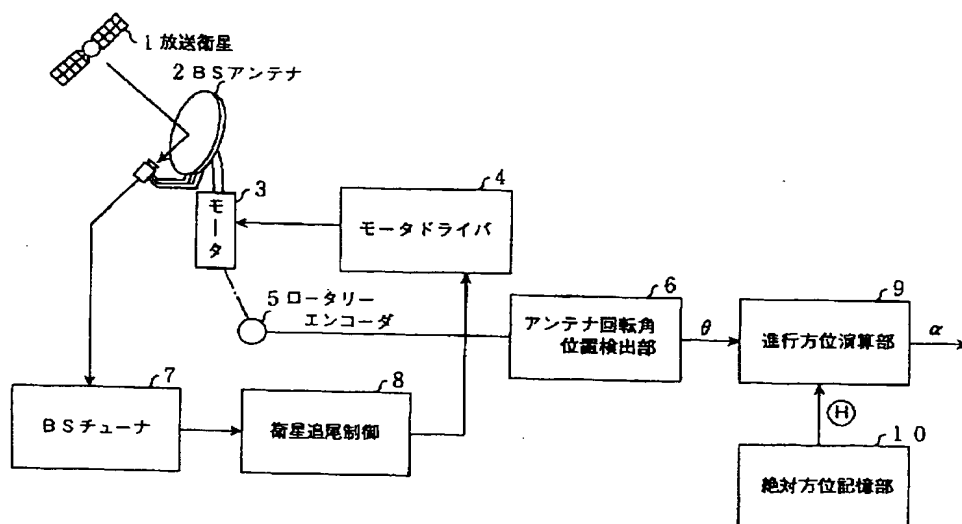 1 放送衛星
2 BSアンテナ
3
モータ
4
モータドライバ
5 ロータリー
エンコーダ
6
アンテナ回転角
位置検出部
θ
9
進行方位演算部
α
7
BSチューナ
8
衛星追尾制御
Ⓗ
10
絶対方位記憶部